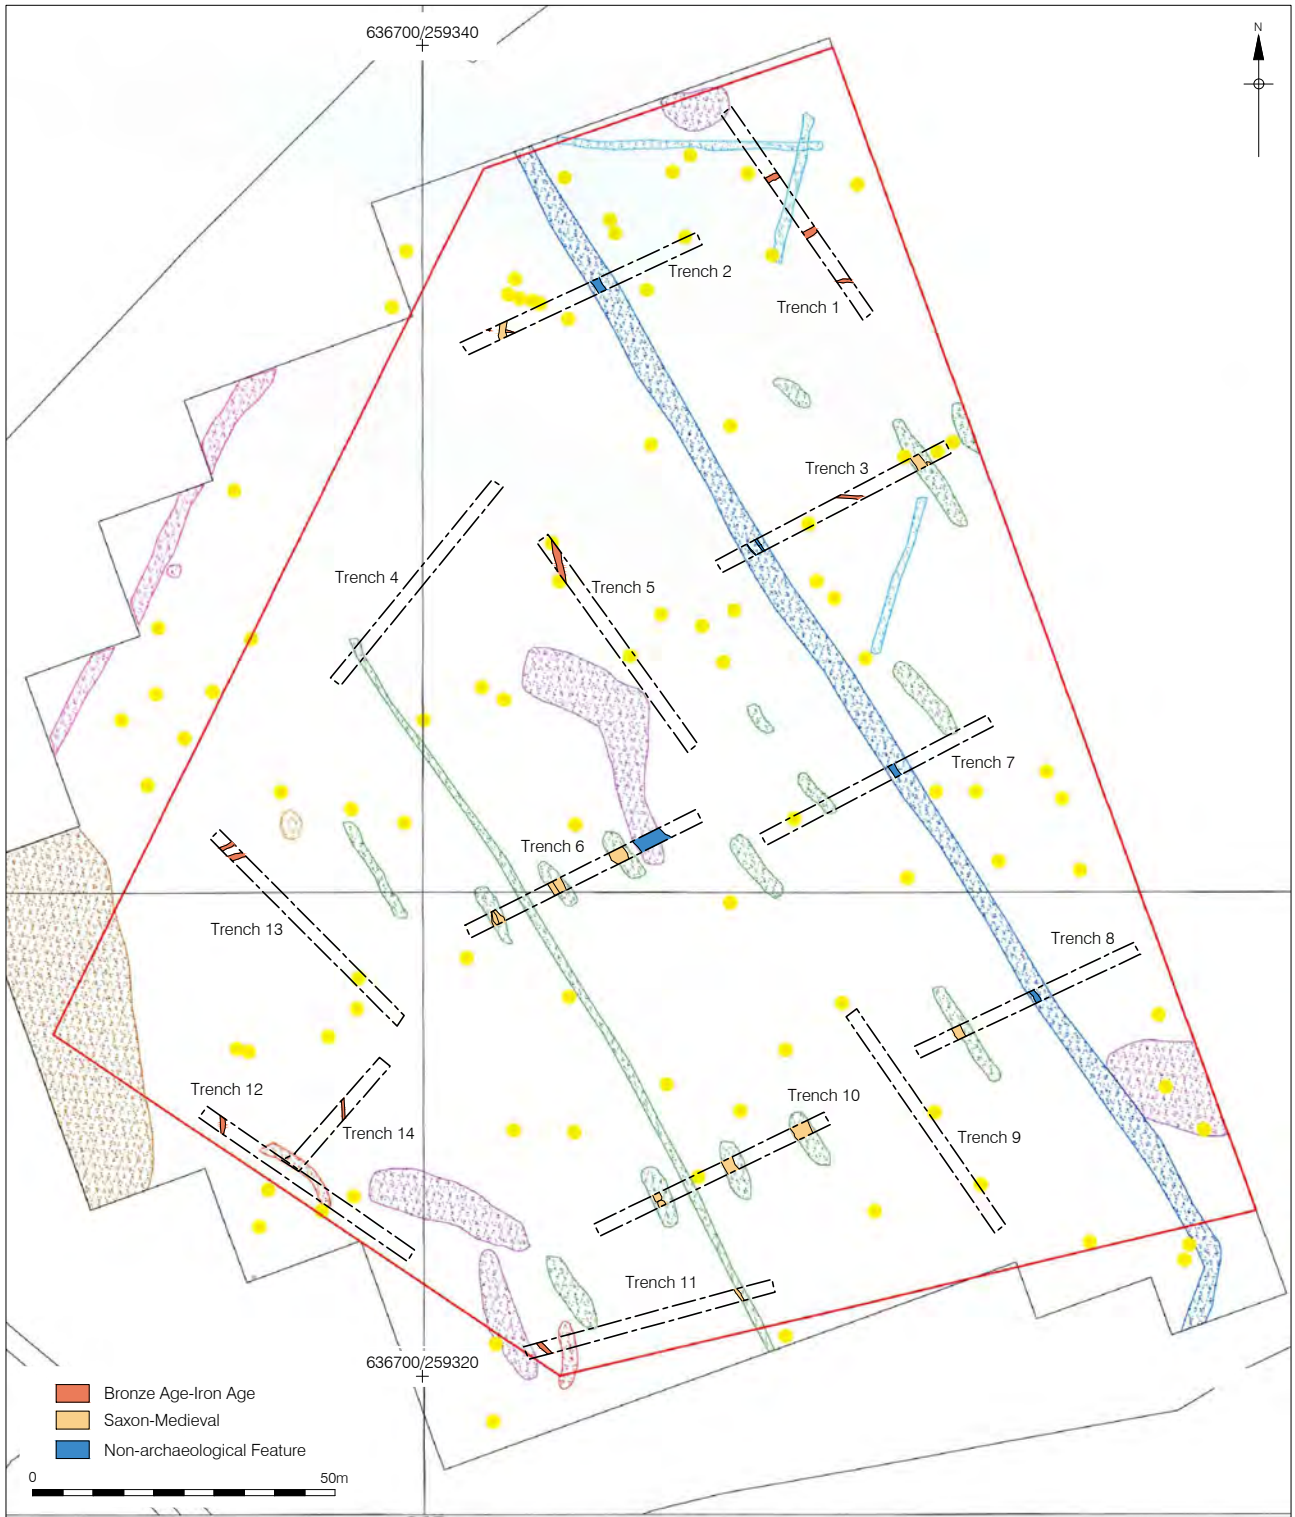 636700/259340
N
Trench 2
Trench 1
Trench 3
Trench 4
Trench 5
Trench 7
Trench 6
Trench 13
Trench 8
Trench 12
Trench 10
Trench 14
Trench 9
Trench 11
636700/259320
Bronze Age-Iron Age
Saxon-Medieval
Non-archaeological Feature
0 50m